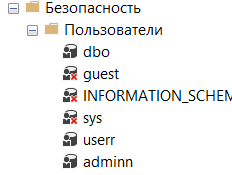 Безопасность
Пользователи
dbo
guest
INFORMATION_SCHEM
sys
userr
adminn